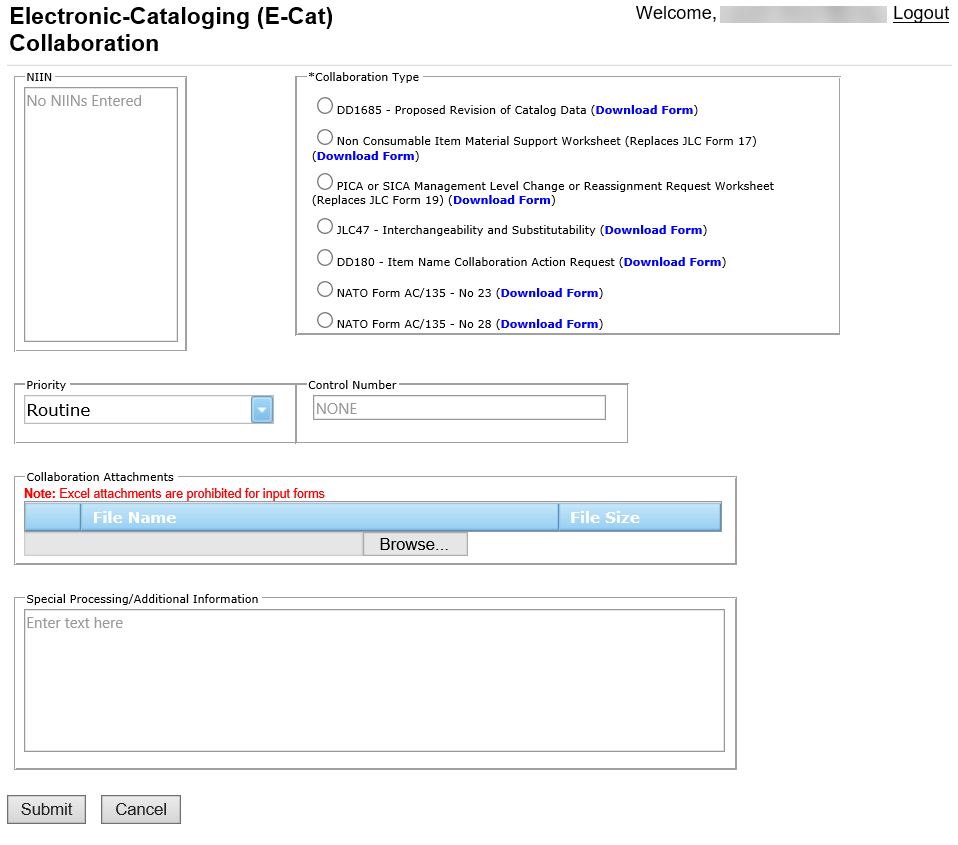 Electronic-Cataloging (E-Cat)
Collaboration
Welcome,
Logout
NIIN
No NIINs Entered
*Collaboration Type
DD1685 - Proposed Revision of Catalog Data (Download Form)
Non Consumable Item Material Support Worksheet (Replaces JLC Form 17)
(Download Form)
PICA or SICA Management Level Change or Reassignment Request Worksheet
(Replaces JLC Form 19) (Download Form)
JLC47 - Interchangeability and Substitutability (Download Form)
DD180 - Item Name Collaboration Action Request (Download Form)
NATO Form AC/135 - No 23 (Download Form)
NATO Form AC/135 - No 28 (Download Form)
Priority
Routine
Control Number
NONE
Collaboration Attachments
Note: Excel attachments are prohibited for input forms
File Name
File Size
Browse...
Special Processing/Additional Information
Enter text here
Submit
Cancel